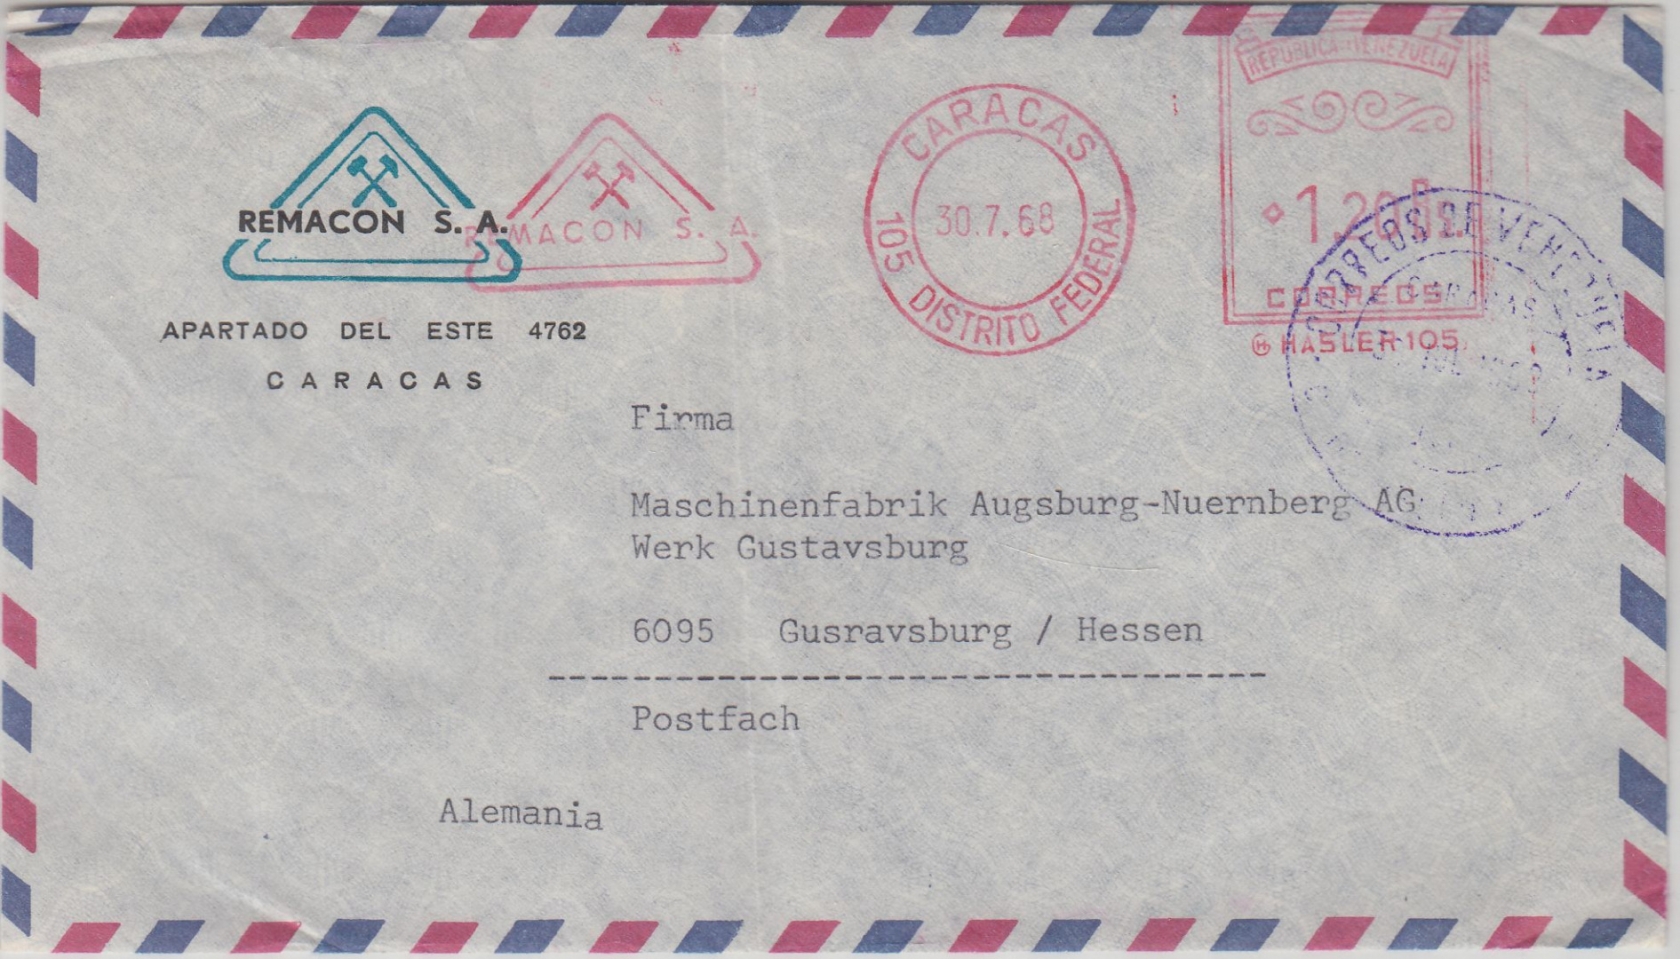 REMACON S. A.
REMACON S. A.
APARTADO DEL ESTE 4762
CARACAS
CARACAS
30.7.68
105 DISTRITO FEDERAL
REPUBLICA DE VENEZUELA
1.20
CORREOS
HASLER 105
CORREOS DE VENEZUELA
CARACAS
Firma
Maschinenfabrik Augsburg-Nuernberg AG
Werk Gustavsburg
6095 Gusravsburg / Hessen
---------------------------------
Postfach
Alemania